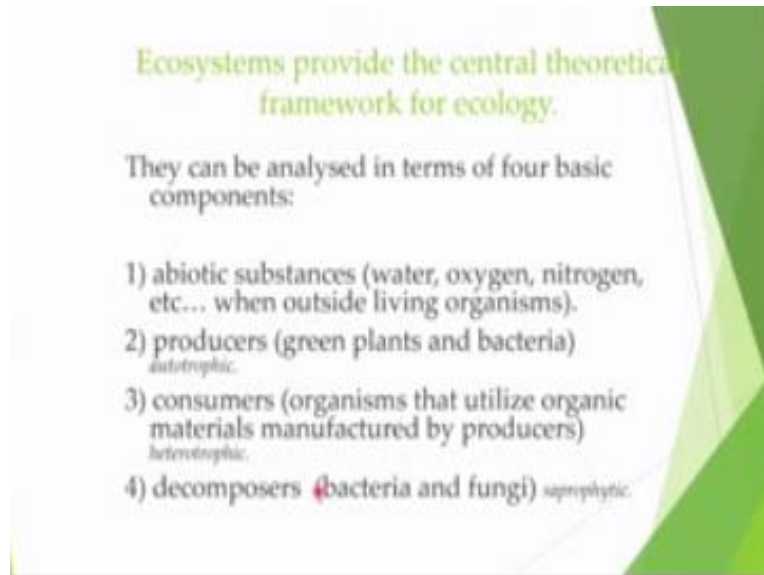 Ecosystems provide the central theoretical
framework for ecology.
They can be analysed in terms of four basic
components:
1) abiotic substances (water, oxygen, nitrogen,
etc... when outside living organisms).
2) producers (green plants and bacteria)
autotrophic.
3) consumers (organisms that utilize organic
materials manufactured by producers)
heterotrophic.
4) decomposers (bacteria and fungi) saprophytic.